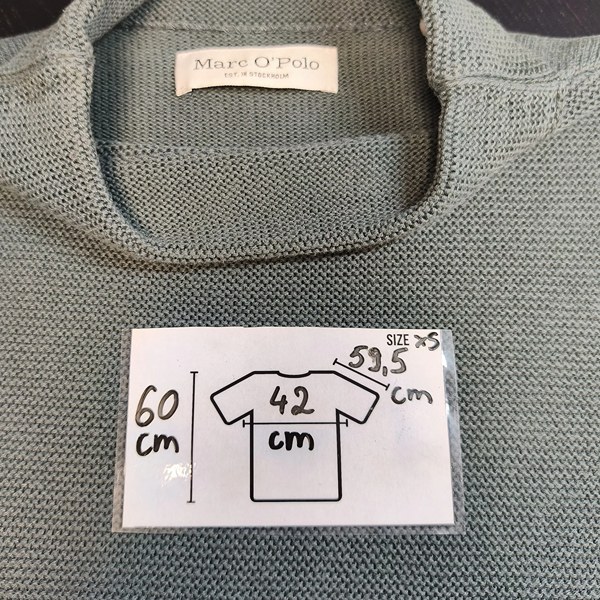 Marc O'Polo
EST. IN STOCKHOLM
SIZE XS
59,5
cm
60
cm
42
cm